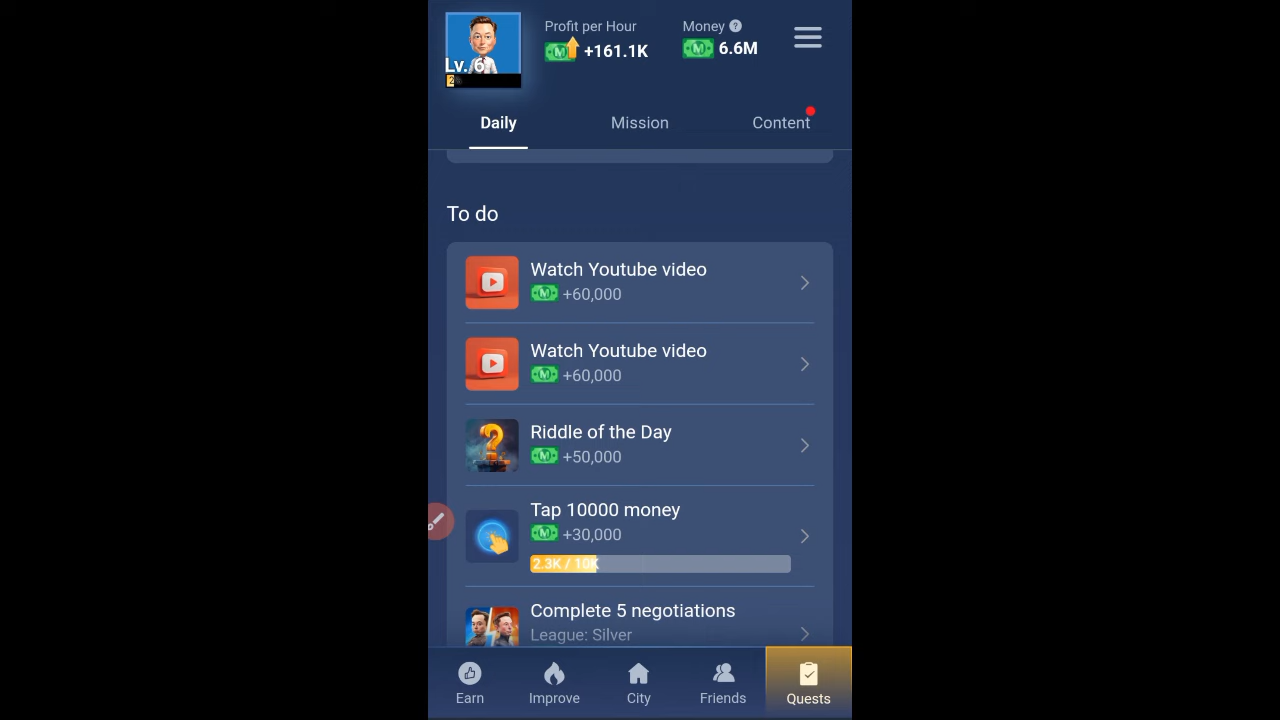 Profit per Hour
+161.1K
Money ?
6.6M
Lv. 6
Daily
Mission
Content
To do
Watch Youtube video
+60,000
Watch Youtube video
+60,000
Riddle of the Day
+50,000
Tap 10000 money
+30,000
2.3K / 10K
Complete 5 negotiations
League: Silver
Earn
Improve
City
Friends
Quests